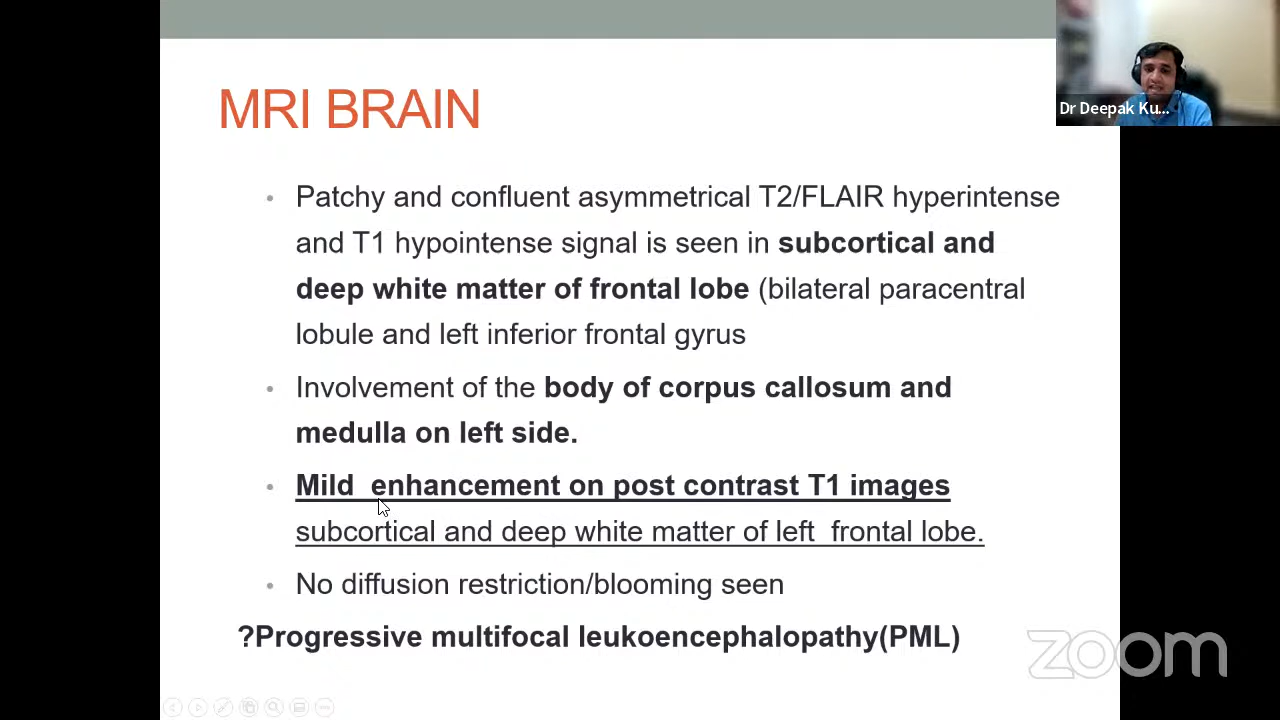 MRI BRAIN
Dr Deepak Ku...
• Patchy and confluent asymmetrical T2/FLAIR hyperintense
and T1 hypointense signal is seen in subcortical and
deep white matter of frontal lobe (bilateral paracentral
lobule and left inferior frontal gyrus
• Involvement of the body of corpus callosum and
medulla on left side.
• Mild  enhancement on post contrast T1 images
subcortical and deep white matter of left  frontal lobe.
• No diffusion restriction/blooming seen
?Progressive multifocal leukoencephalopathy(PML)
zoom